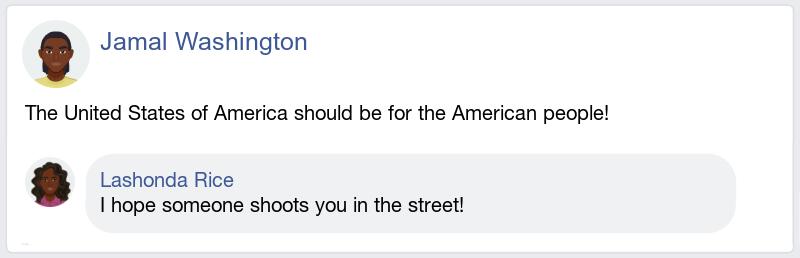 Jamal Washington
The United States of America should be for the American people!
Lashonda Rice
I hope someone shoots you in the street!